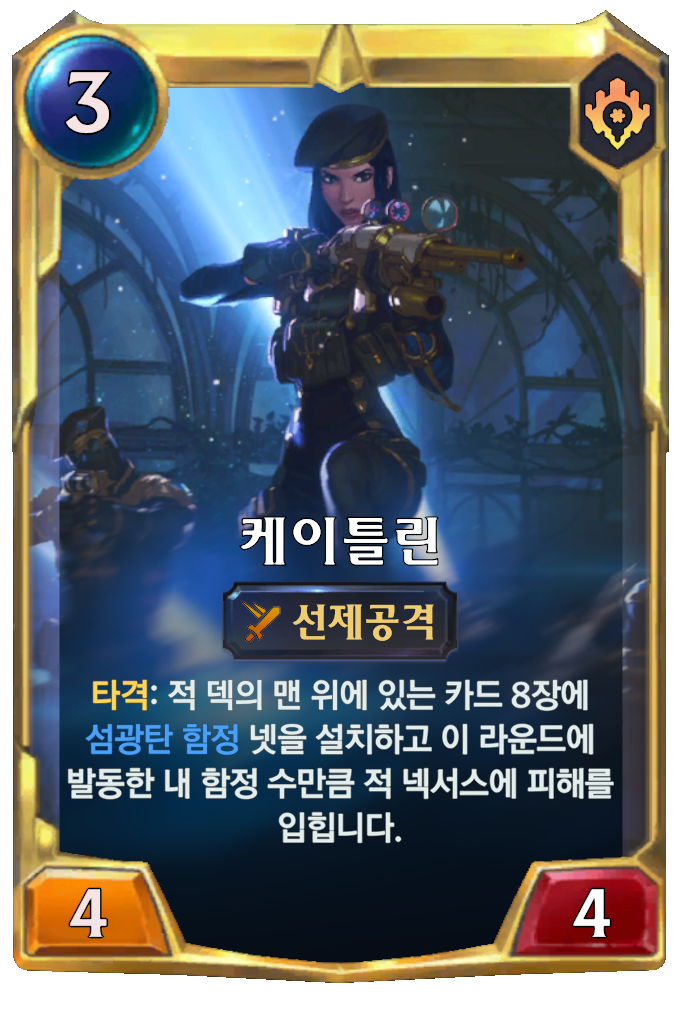 3
케이틀린
선제공격
타격: 적 덱의 맨 위에 있는 카드 8장에
섬광탄 함정 넷을 설치하고 이 라운드에
발동한 내 함정 수만큼 적 넥서스에 피해를
입힙니다.
4
4